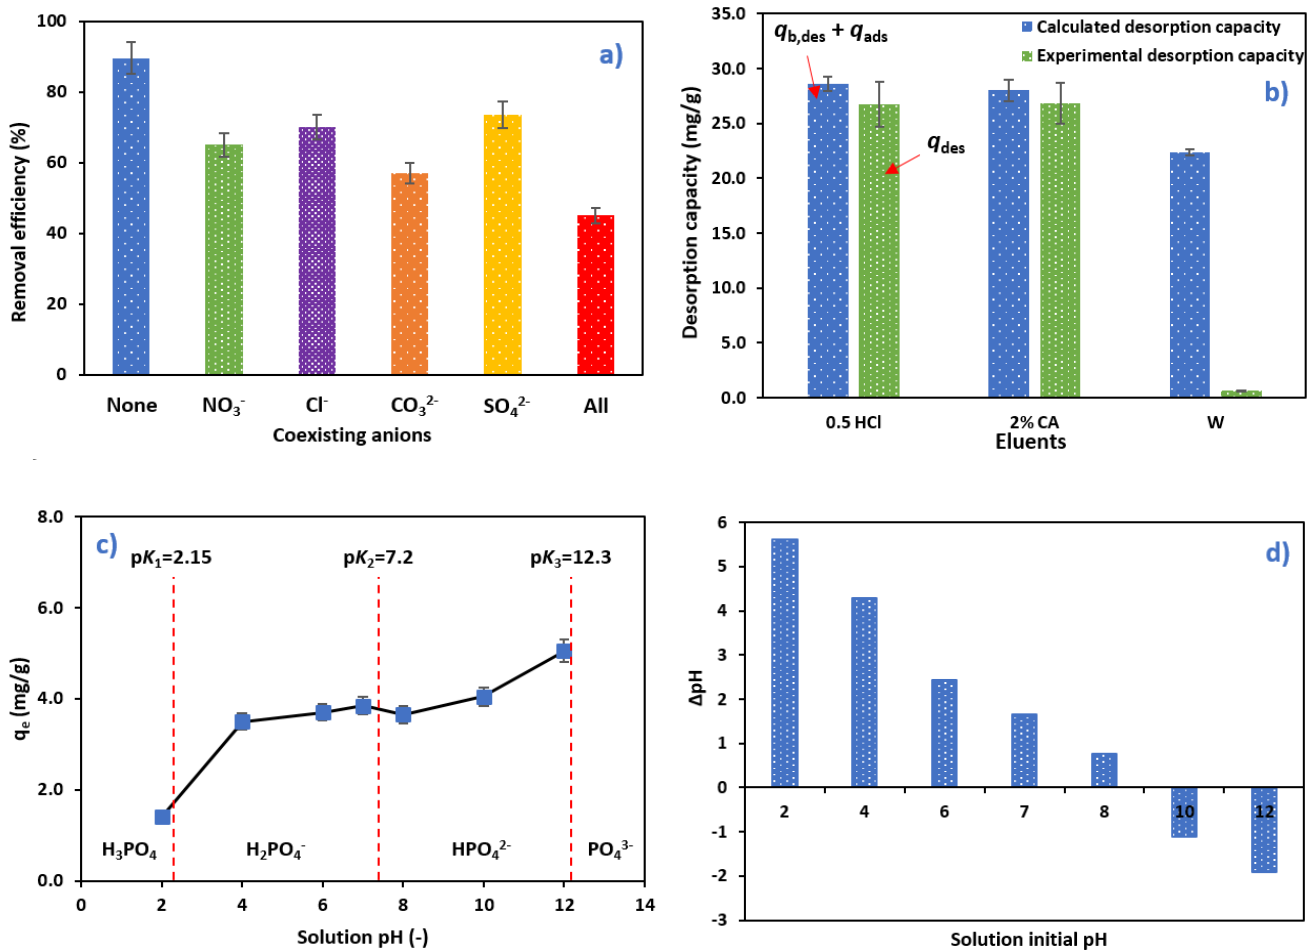 a)
100
80
60
40
20
0
Removal efficiency (%)
None NO₃⁻ Cl⁻ CO₃²⁻ SO₄²⁻ All
Coexisting anions
b)
Calculated desorption capacity
Experimental desorption capacity
q_b,des + q_ads
q_des
35.0
30.0
25.0
20.0
15.0
10.0
5.0
0.0
Desorption capacity (mg/g)
0.5 HCl 2% CA W
Eluents
c)
8.0
6.0
4.0
2.0
0.0
qₑ (mg/g)
pK₁=2.15 pK₂=7.2 pK₃=12.3
H₃PO₄ H₂PO₄⁻ HPO₄²⁻ PO₄³⁻
0 2 4 6 8 10 12 14
Solution pH (-)
d)
6
5
4
3
2
1
0
-1
-2
-3
ΔpH
2 4 6 7 8 10 12
Solution initial pH